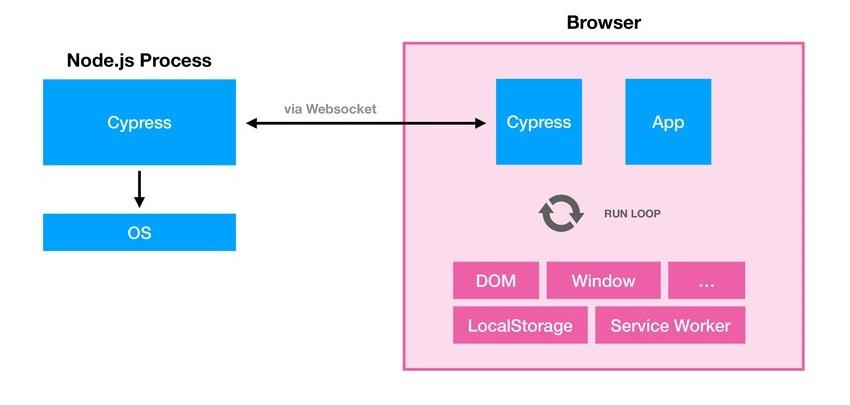 Browser
Node.js Process
Cypress
via Websocket
Cypress
App
OS
RUN LOOP
DOM
Window
...
LocalStorage
Service Worker